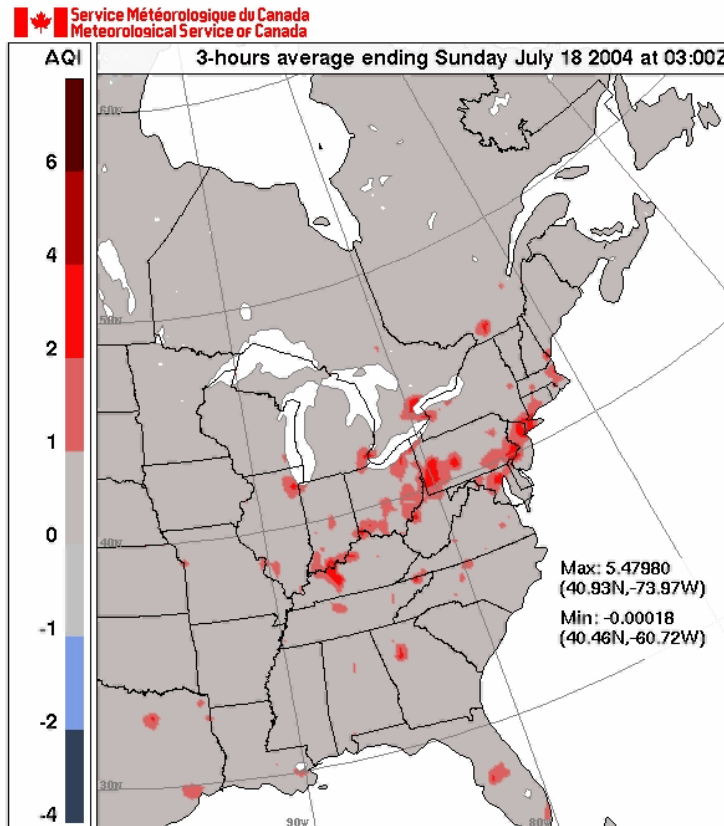 Service Météorologique du Canada
Meteorological Service of Canada
AQI
3-hours average ending Sunday July 18 2004 at 03:00Z
6
4
2
1
0
-1
-2
-4
60N
50N
40N
30N
90W
80W
Max: 5.47980
(40.93N,-73.97W)
Min: -0.00018
(40.46N,-60.72W)